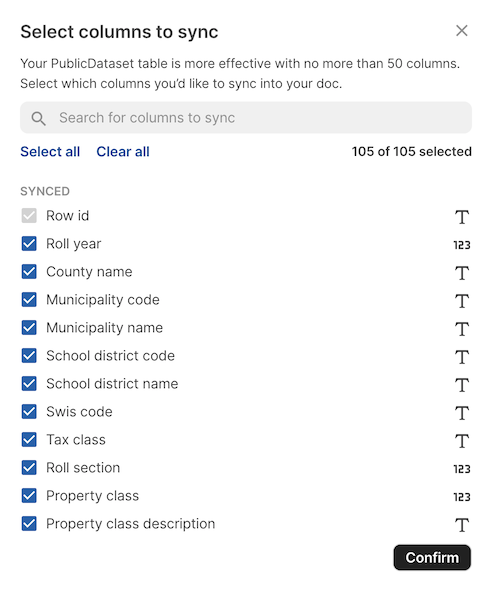 Select columns to sync
Your PublicDataset table is more effective with no more than 50 columns.
Select which columns you'd like to sync into your doc.
Search for columns to sync
Select all Clear all 105 of 105 selected
SYNCED
Row id T
Roll year 123
County name T
Municipality code T
Municipality name T
School district code T
School district name T
Swis code T
Tax class T
Roll section 123
Property class 123
Property class description T
Confirm